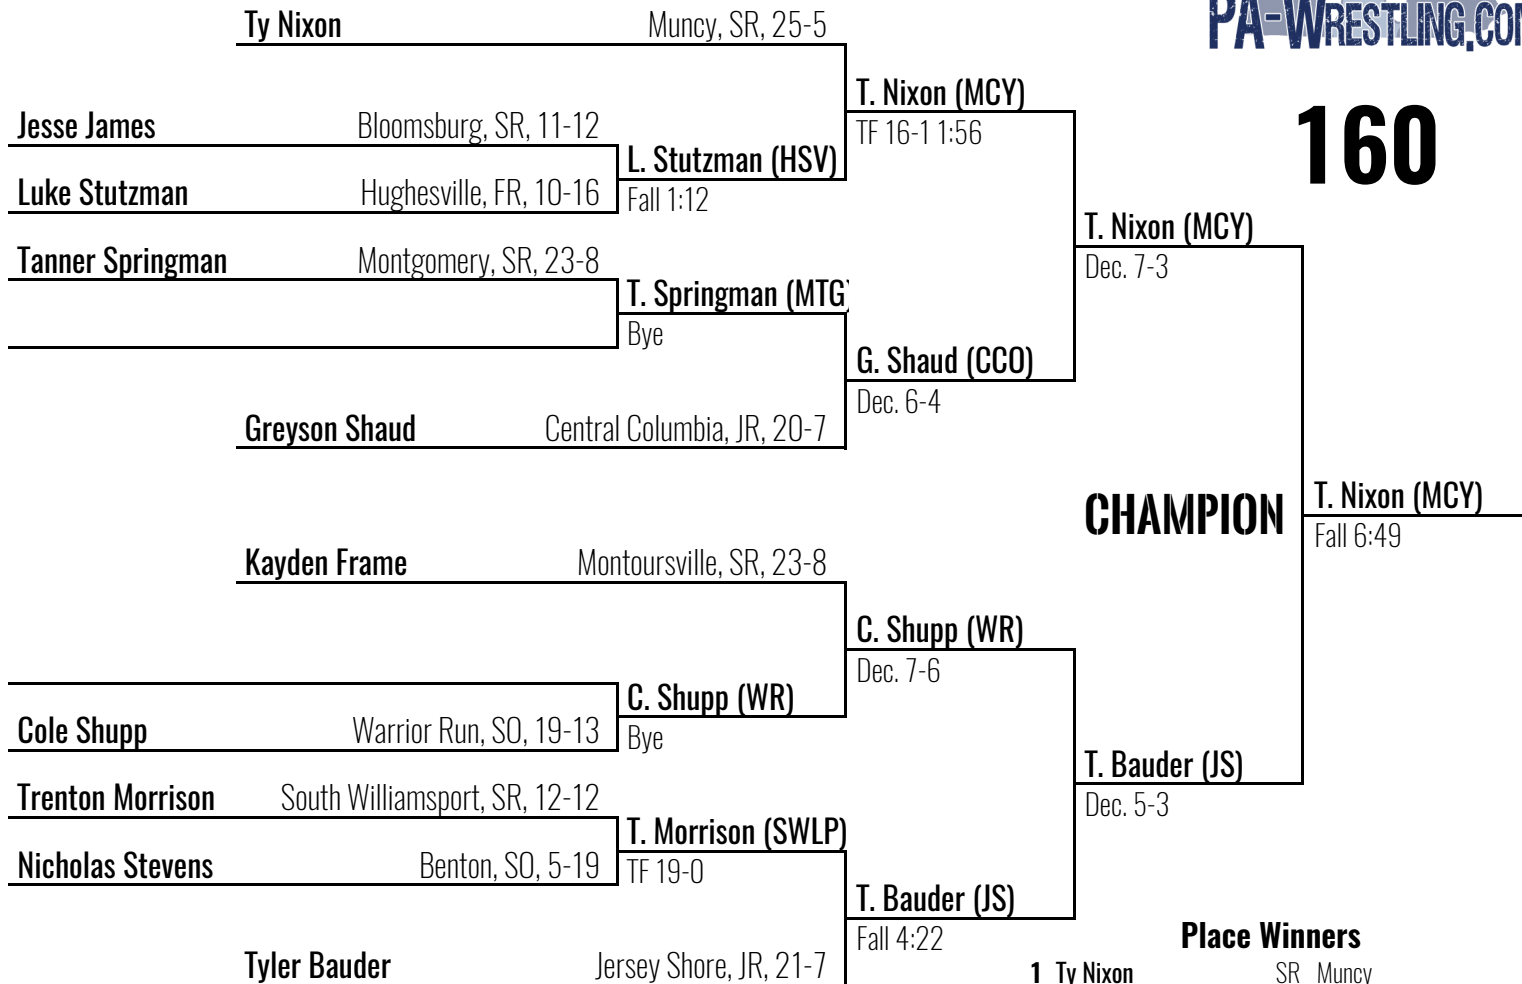 Ty Nixon Muncy, SR, 25-5
PA-WRESTLING.CO
T. Nixon (MCY)
TF 16-1 1:56
160
Jesse James Bloomsburg, SR, 11-12
L. Stutzman (HSV)
Fall 1:12
Luke Stutzman Hughesville, FR, 10-16
T. Nixon (MCY)
Dec. 7-3
Tanner Springman Montgomery, SR, 23-8
T. Springman (MTG)
Bye
G. Shaud (CCO)
Dec. 6-4
Greyson Shaud Central Columbia, JR, 20-7
CHAMPION
T. Nixon (MCY)
Fall 6:49
Kayden Frame Montoursville, SR, 23-8
C. Shupp (WR)
Dec. 7-6
C. Shupp (WR)
Bye
Cole Shupp Warrior Run, SO, 19-13
T. Bauder (JS)
Dec. 5-3
Trenton Morrison South Williamsport, SR, 12-12
T. Morrison (SWLP)
TF 19-0
Nicholas Stevens Benton, SO, 5-19
T. Bauder (JS)
Fall 4:22
Tyler Bauder Jersey Shore, JR, 21-7
Place Winners
1 Ty Nixon SR Muncy